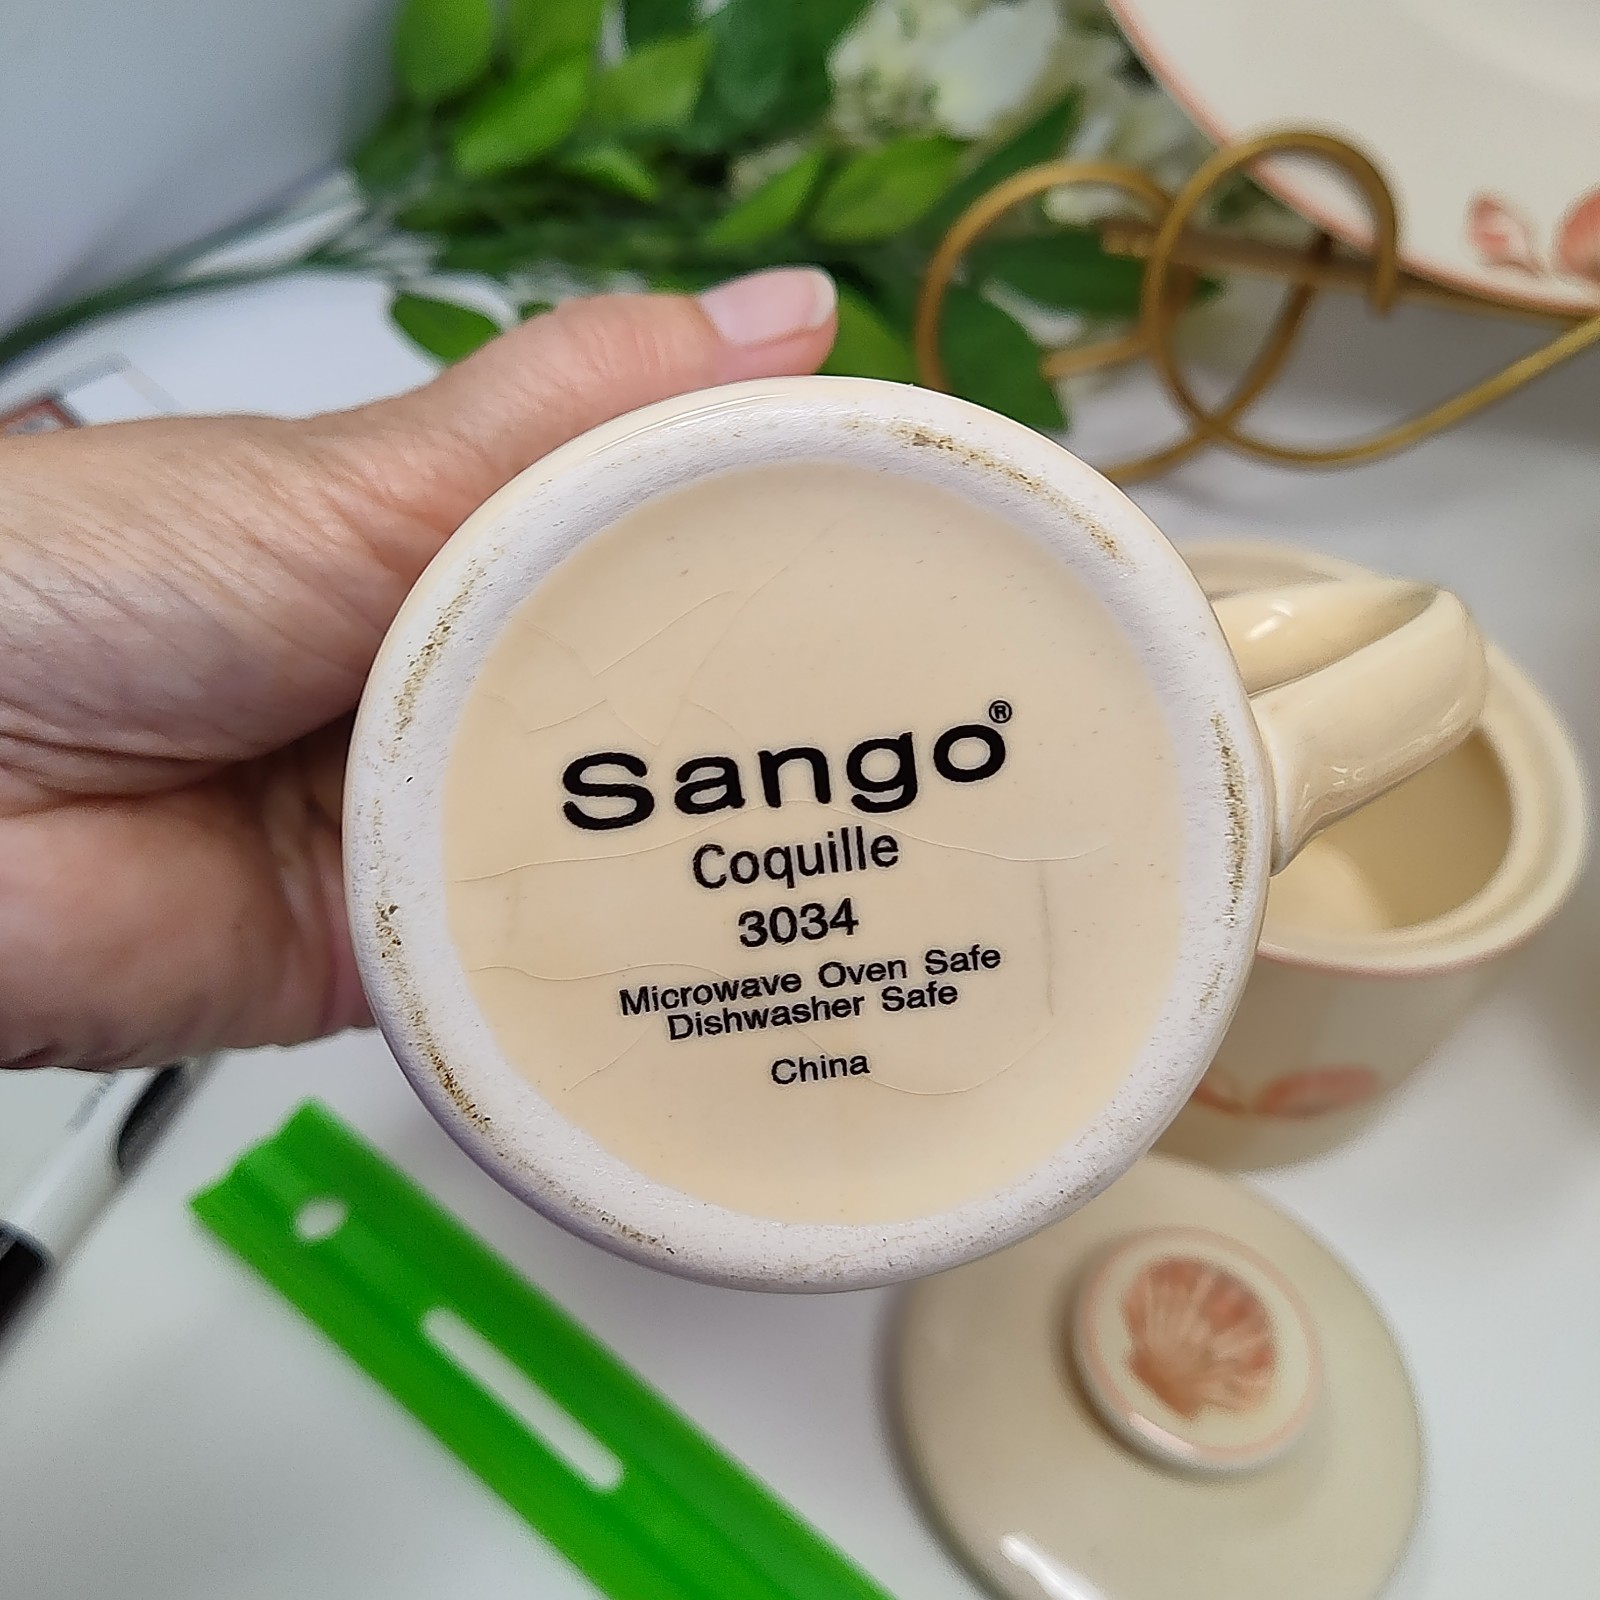 Sango®
Coquille
3034
Microwave Oven Safe
Dishwasher Safe
China